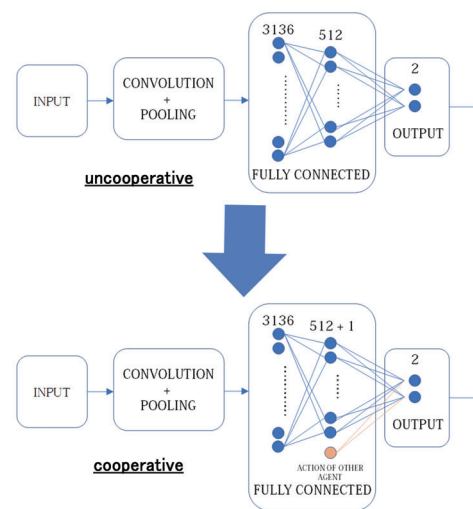 3136
512
2
INPUT
CONVOLUTION
+
POOLING
OUTPUT
FULLY CONNECTED
uncooperative
3136
512 + 1
2
INPUT
CONVOLUTION
+
POOLING
OUTPUT
ACTION OF OTHER
AGENT
FULLY CONNECTED
cooperative